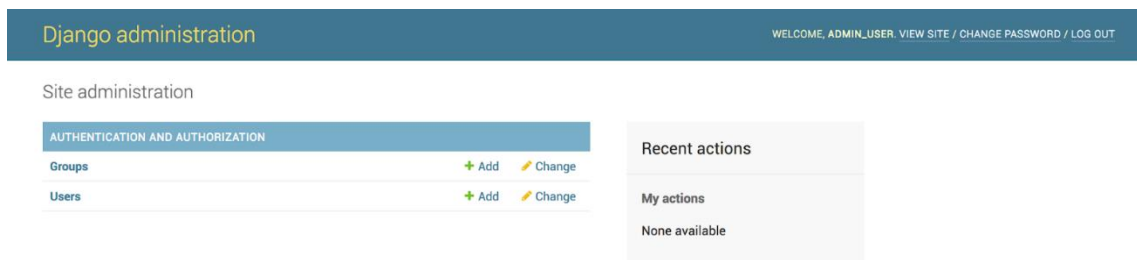 Django administration
WELCOME, ADMIN_USER. VIEW SITE / CHANGE PASSWORD / LOG OUT
Site administration
AUTHENTICATION AND AUTHORIZATION
Groups + Add Change
Users + Add Change
Recent actions
My actions
None available